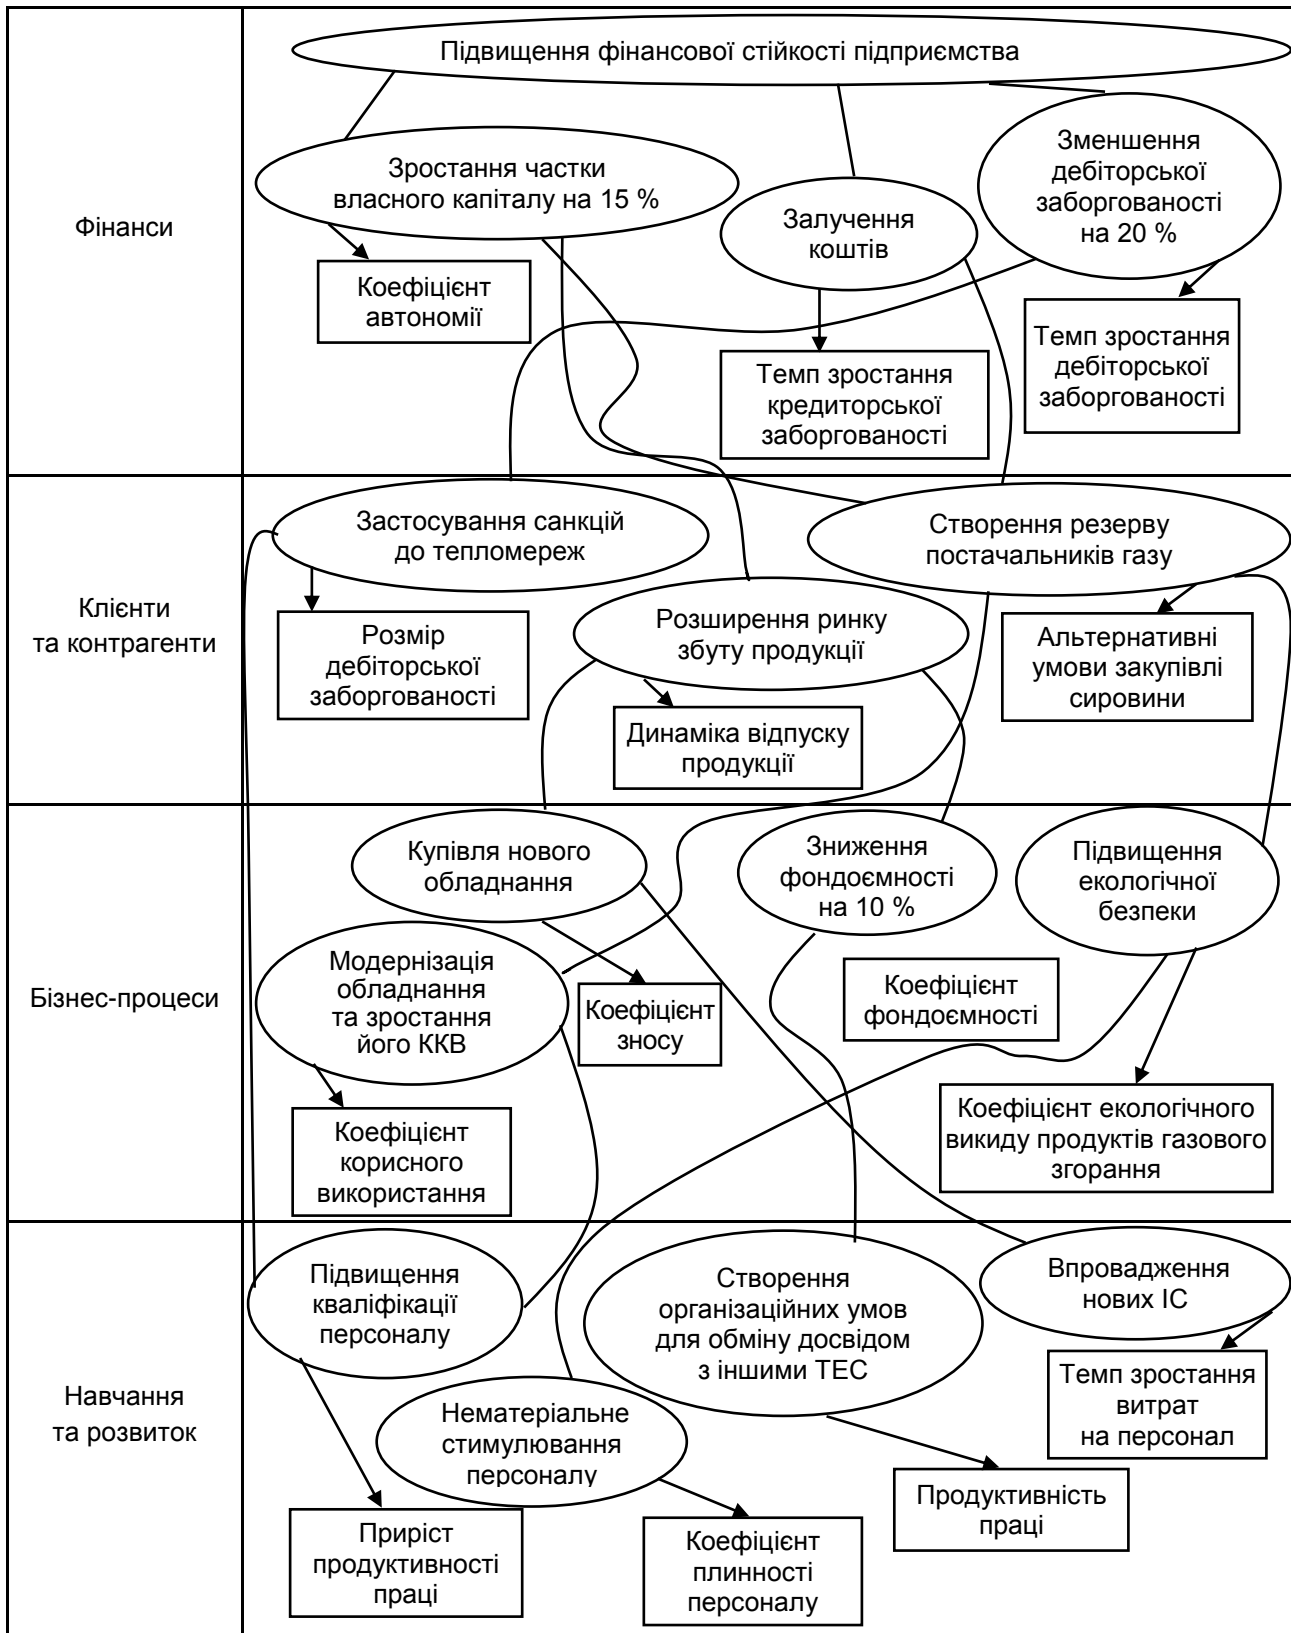 Фінанси
Підвищення фінансової стійкості підприємства
Зростання частки
власного капіталу на 15 %
Залучення
коштів
Зменшення
дебіторської
заборгованості
на 20 %
Коефіцієнт
автономії
Темп зростання
кредиторської
заборгованості
Темп зростання
дебіторської
заборгованості
Клієнти
та контрагенти
Застосування санкцій
до тепломереж
Створення резерву
постачальників газу
Розмір
дебіторської
заборгованості
Розширення ринку
збуту продукції
Альтернативні
умови закупівлі
сировини
Динаміка відпуску
продукції
Бізнес-процеси
Купівля нового
обладнання
Зниження
фондоємності
на 10 %
Підвищення
екологічної
безпеки
Модернізація
обладнання
та зростання
його ККВ
Коефіцієнт
зносу
Коефіцієнт
фондоємності
Коефіцієнт
корисного
використання
Коефіцієнт екологічного
викиду продуктів газового
згорання
Навчання
та розвиток
Підвищення
кваліфікації
персоналу
Створення
організаційних умов
для обміну досвідом
з іншими ТЕС
Впровадження
нових ІС
Нематеріальне
стимулювання
персоналу
Темп зростання
витрат
на персонал
Приріст
продуктивності
праці
Коефіцієнт
плинності
персоналу
Продуктивність
праці